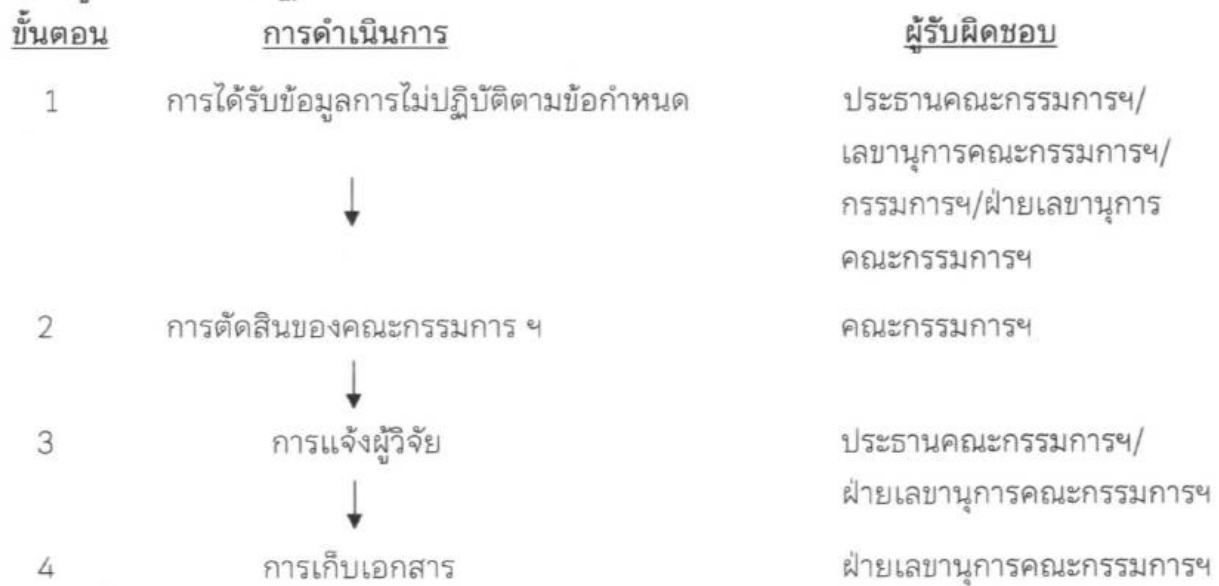 ขั้นตอน การดำเนินการ ผู้รับผิดชอบ
1 การได้รับข้อมูลการไม่ปฏิบัติตามข้อกำหนด ประธานคณะกรรมการฯ/
เลขานุการคณะกรรมการฯ/
กรรมการฯ/ฝ่ายเลขานุการ
คณะกรรมการฯ
2 การตัดสินของคณะกรรมการ ฯ คณะกรรมการฯ
3 การแจ้งผู้วิจัย ประธานคณะกรรมการฯ/
ฝ่ายเลขานุการคณะกรรมการฯ
4 การเก็บเอกสาร ฝ่ายเลขานุการคณะกรรมการฯ